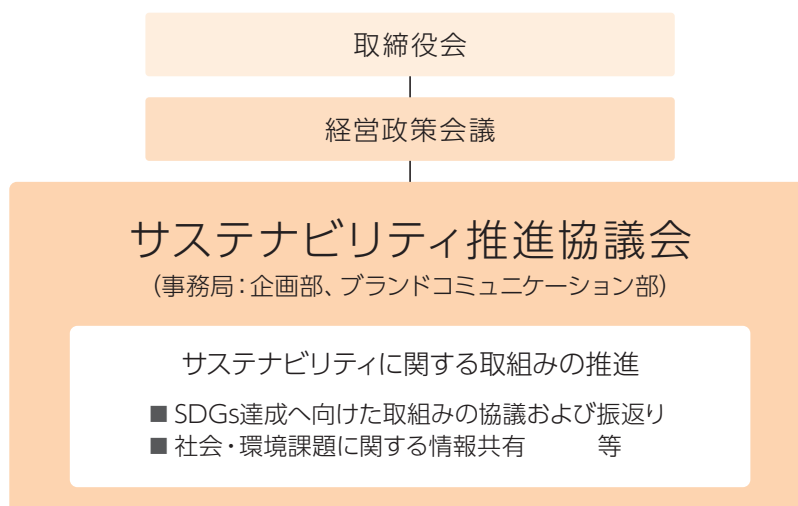 取締役会
経営政策会議
サステナビリティ推進協議会
(事務局:企画部、ブランドコミュニケーション部)
サステナビリティに関する取組みの推進
■ SDGs達成へ向けた取組みの協議および振返り
■ 社会・環境課題に関する情報共有　　　等